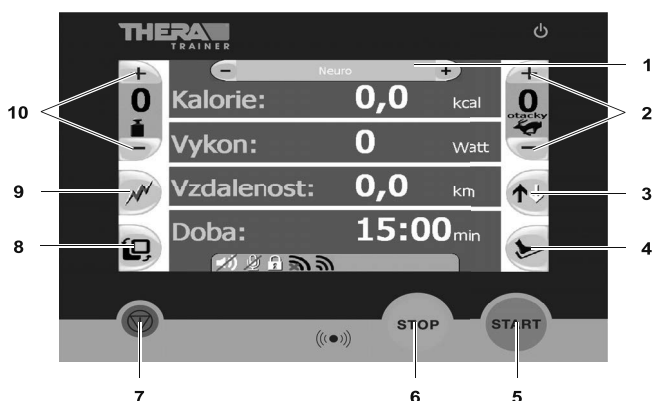 THERA
TRAINER
1
− Neuro +
+
0
−
10
+
0
otacky
−
2
Kalorie: 0,0 kcal
Vykon: 0 Watt
9
Vzdalenost: 0,0 km
3
8
Doba: 15:00 min
4
STOP
START
7
6
5